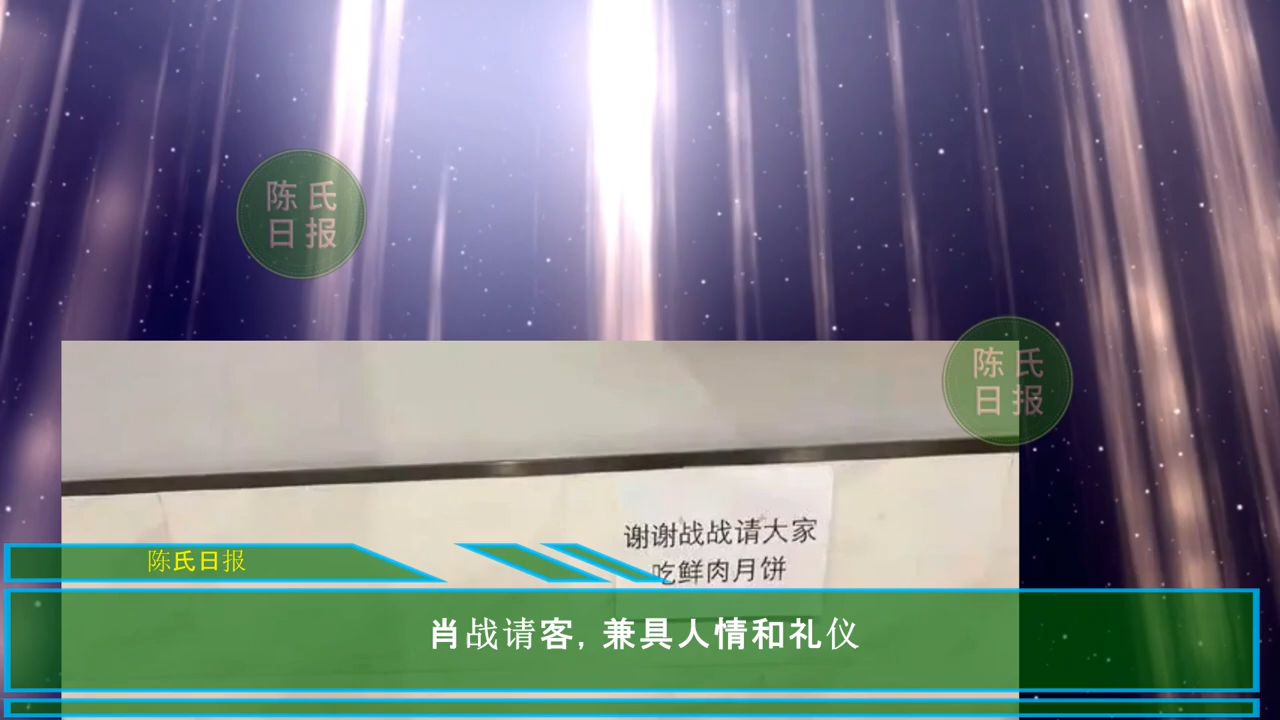 陈氏
日报
陈氏
日报
谢谢战战请大家
吃鲜肉月饼
陈氏日报
肖战请客,兼具人情和礼仪